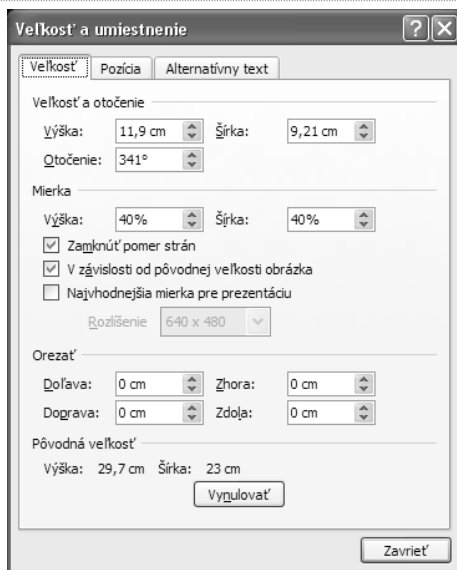 Veľkosť a umiestnenie
Veľkosť Pozícia Alternatívny text
Veľkosť a otočenie
Výška: 11,9 cm Šírka: 9,21 cm
Otočenie: 341°
Mierka
Výška: 40% Šírka: 40%
Zamknúť pomer strán
V závislosti od pôvodnej veľkosti obrázka
Najvhodnejšia mierka pre prezentáciu
Rozlíšenie 640 x 480
Orezať
Doľava: 0 cm Zhora: 0 cm
Doprava: 0 cm Zdola: 0 cm
Pôvodná veľkosť
Výška: 29,7 cm Šírka: 23 cm
Vynulovať
Zavrieť